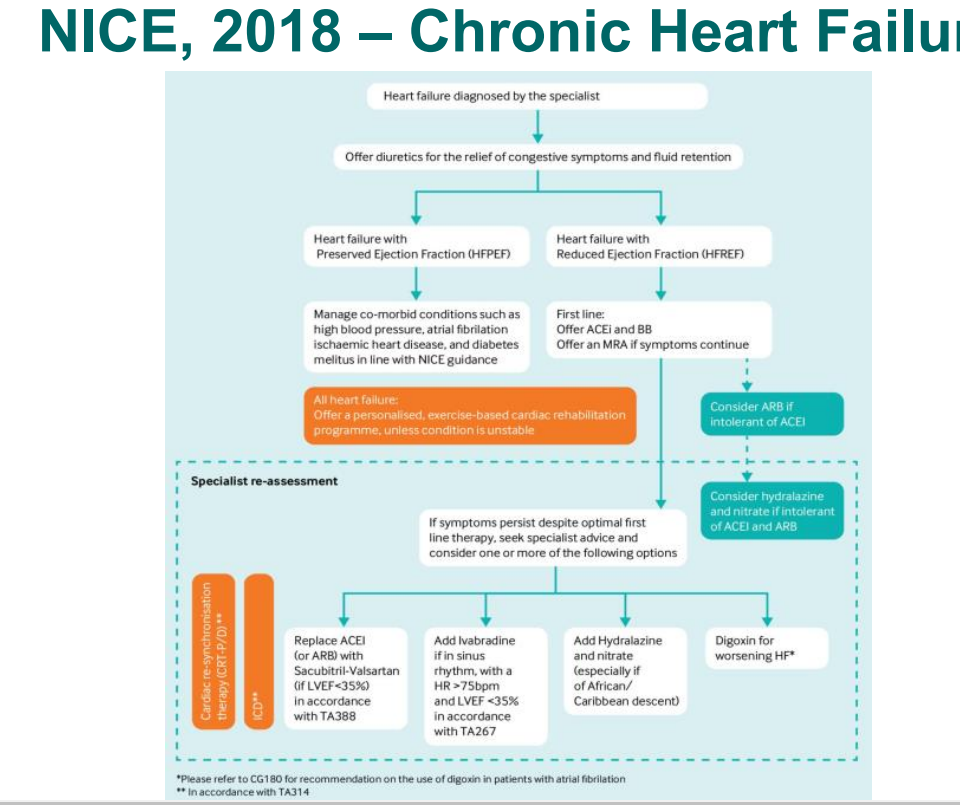 NICE, 2018 – Chronic Heart Failur
Heart failure diagnosed by the specialist
Offer diuretics for the relief of congestive symptoms and fluid retention
Heart failure with
Preserved Ejection Fraction (HFPEF)
Heart failure with
Reduced Ejection Fraction (HFREF)
Manage co-morbid conditions such as
high blood pressure, atrial fibrilation
ischaemic heart disease, and diabetes
melitus in line with NICE guidance
First line:
Offer ACEi and BB
Offer an MRA if symptoms continue
All heart failure:
Offer a personalised, exercise-based cardiac rehabilitation
programme, unless condition is unstable
Consider ARB if
intolerant of ACEI
Specialist re-assessment
Consider hydralazine
and nitrate if intolerant
of ACEI and ARB
If symptoms persist despite optimal first
line therapy, seek specialist advice and
consider one or more of the following options
Cardiac re-synchronisation
therapy (CRT-P/D)**
ICD**
Replace ACEI
(or ARB) with
Sacubitril-Valsartan
(if LVEF<35%)
in accordance
with TA388
Add Ivabradine
if in sinus
rhythm, with a
HR >75bpm
and LVEF <35%
in accordance
with TA267
Add Hydralazine
and nitrate
(especially if
of African/
Caribbean descent)
Digoxin for
worsening HF*
*Please refer to CG180 for recommendation on the use of digoxin in patients with atrial fibrilation
** In accordance with TA314